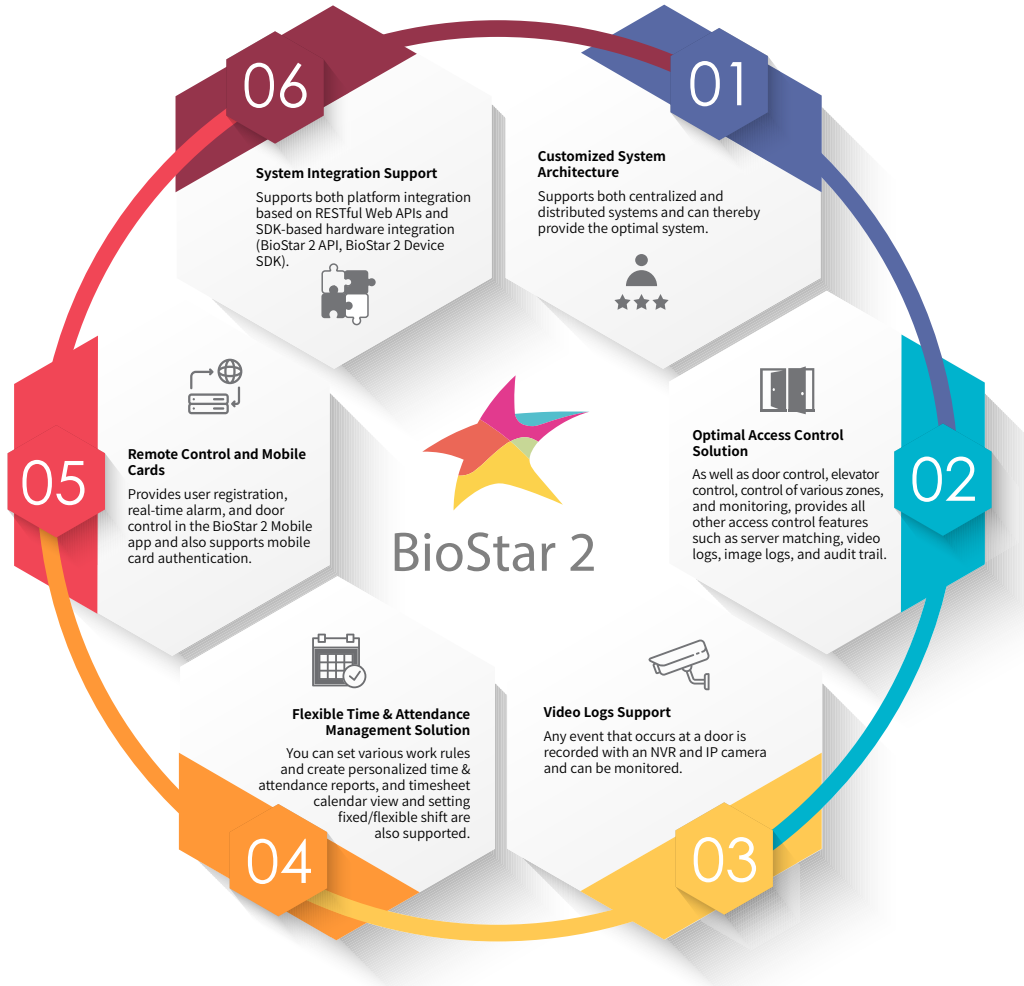 01
Customized System
Architecture
Supports both centralized and
distributed systems and can thereby
provide the optimal system.
02
Optimal Access Control
Solution
As well as door control, elevator
control, control of various zones,
and monitoring, provides all
other access control features
such as server matching, video
logs, image logs, and audit trail.
03
Video Logs Support
Any event that occurs at a door is
recorded with an NVR and IP camera
and can be monitored.
04
Flexible Time & Attendance
Management Solution
You can set various work rules
and create personalized time &
attendance reports, and timesheet
calendar view and setting
fixed/flexible shift are
also supported.
05
Remote Control and Mobile
Cards
Provides user registration,
real-time alarm, and door
control in the BioStar 2 Mobile
app and also supports mobile
card authentication.
06
System Integration Support
Supports both platform integration
based on RESTful Web APIs and
SDK-based hardware integration
(BioStar 2 API, BioStar 2 Device
SDK).
BioStar 2